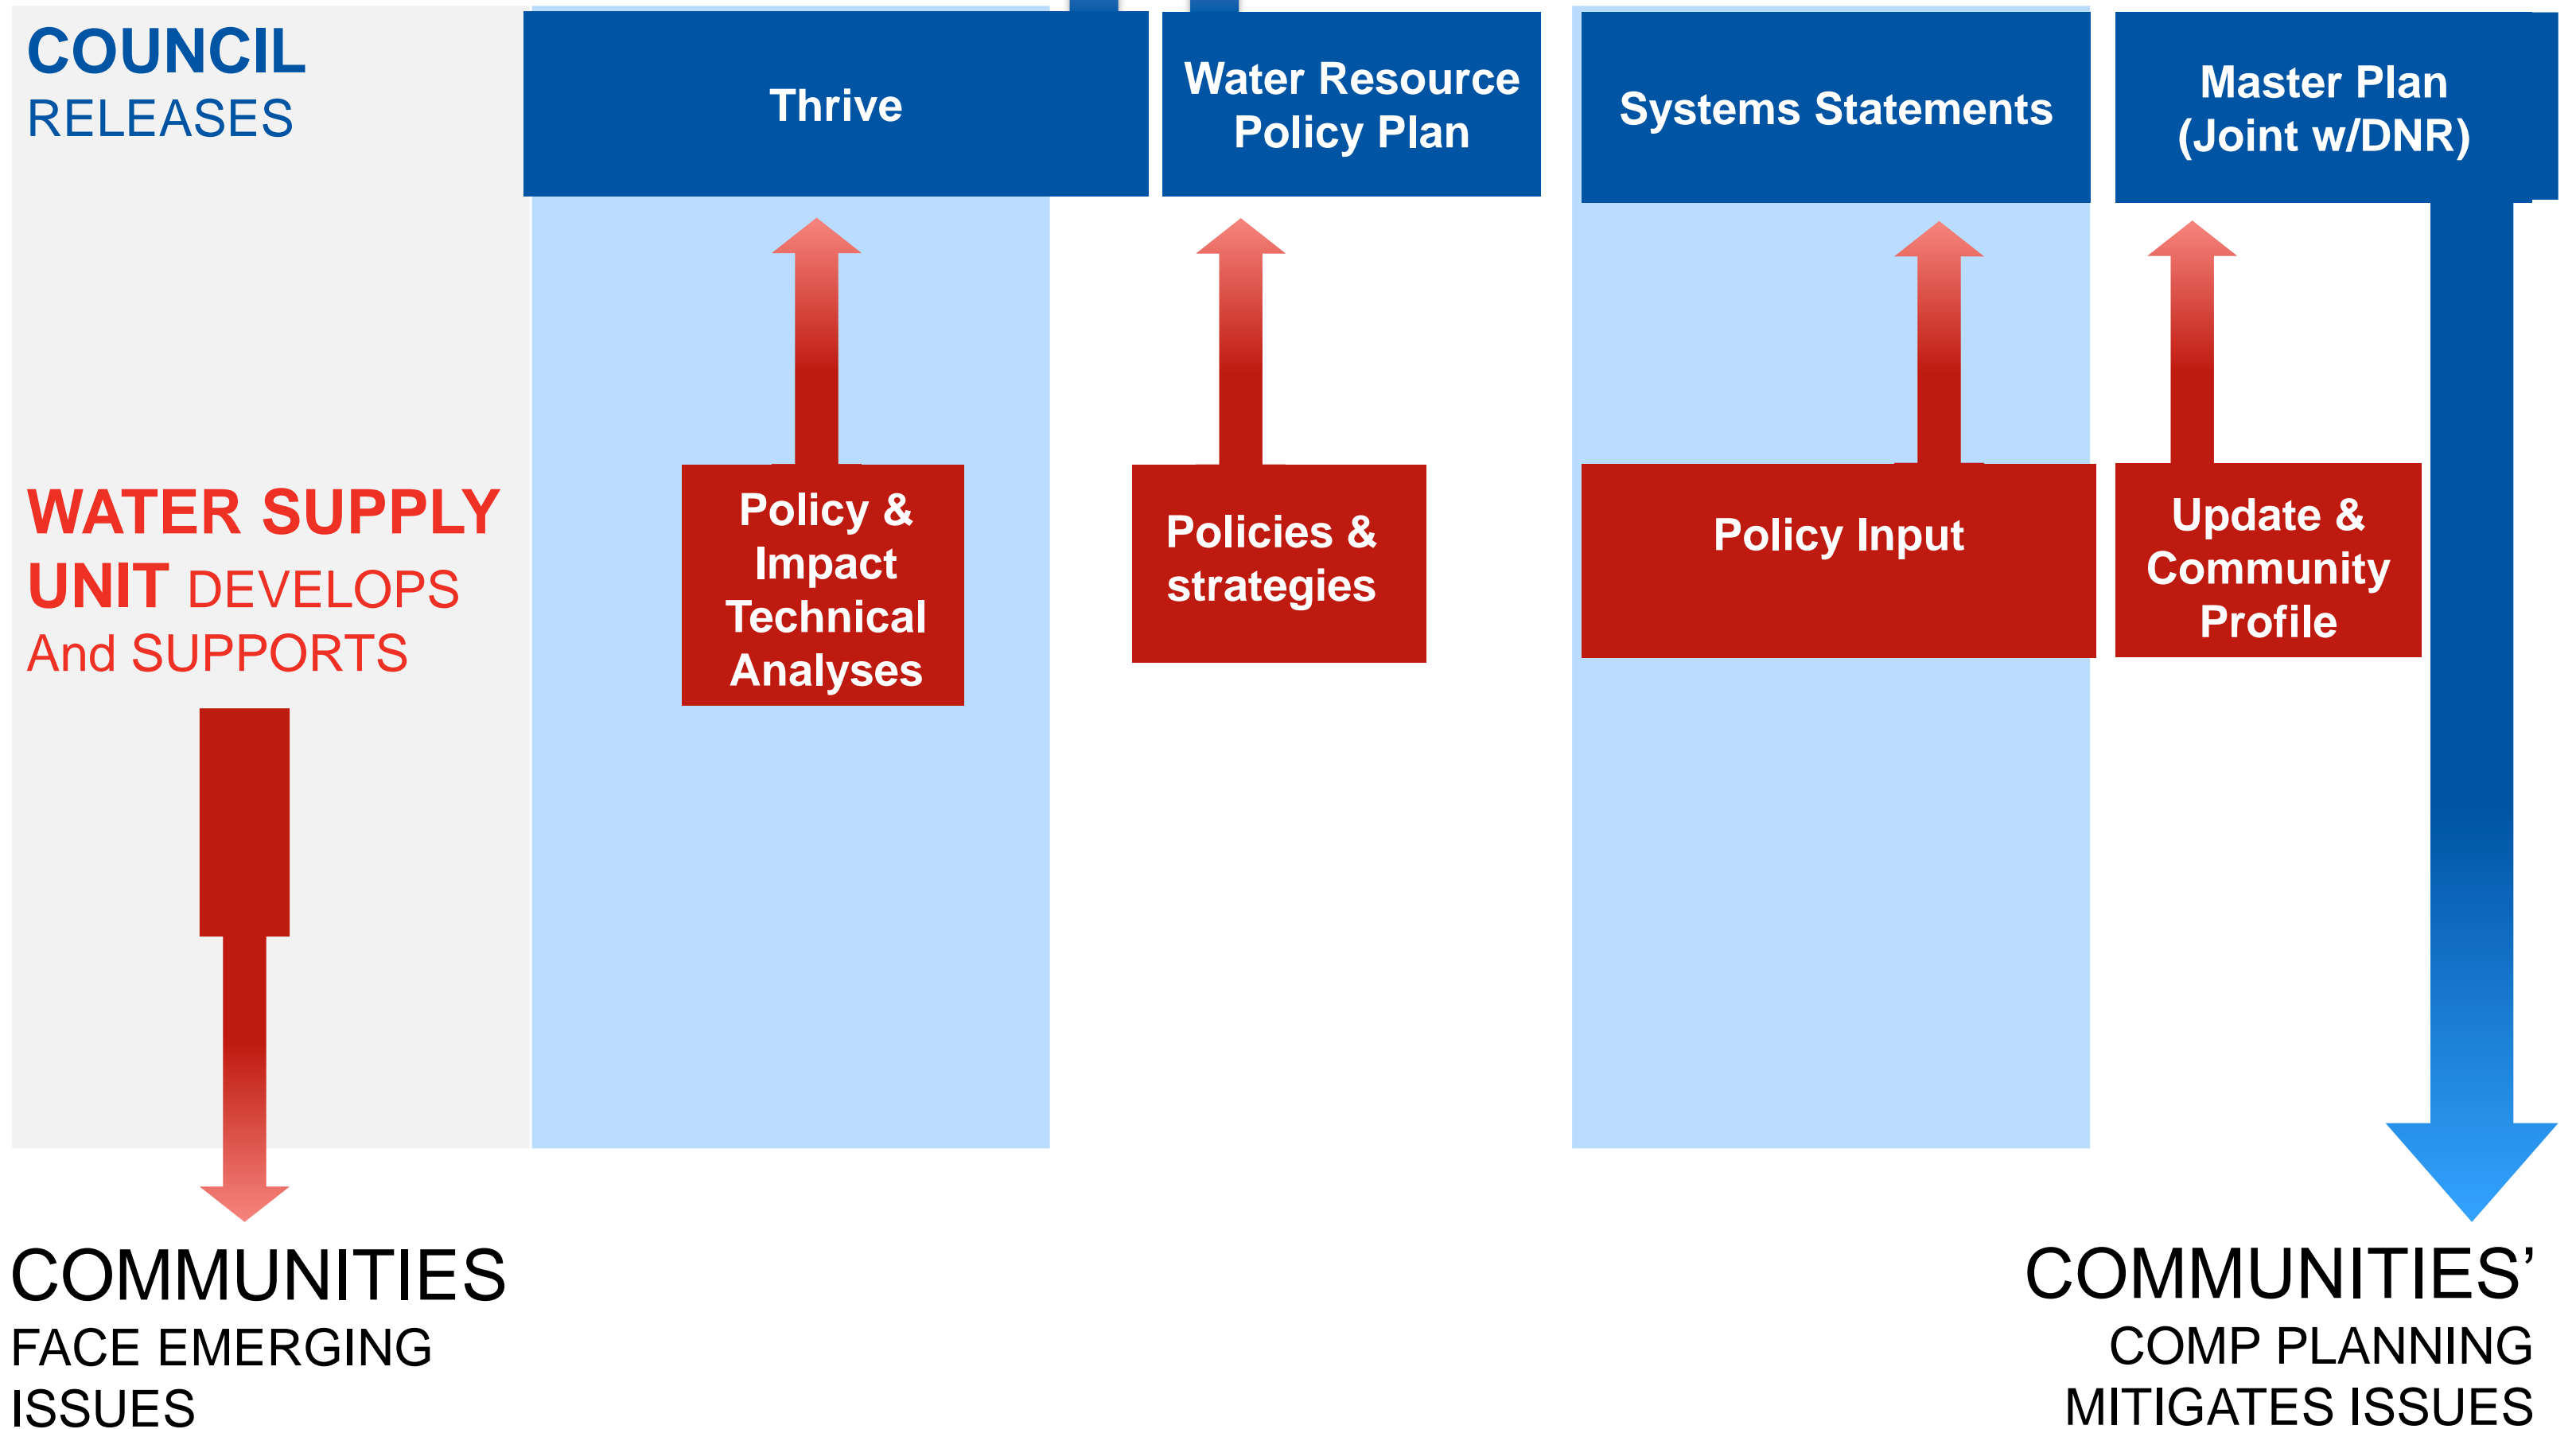 COUNCIL
RELEASES
Thrive
Water Resource
Policy Plan
Systems Statements
Master Plan
(Joint w/DNR)
WATER SUPPLY
UNIT DEVELOPS
And SUPPORTS
Policy &
Impact
Technical
Analyses
Policies &
strategies
Policy Input
Update &
Community
Profile
COMMUNITIES
FACE EMERGING
ISSUES
COMMUNITIES’
COMP PLANNING
MITIGATES ISSUES